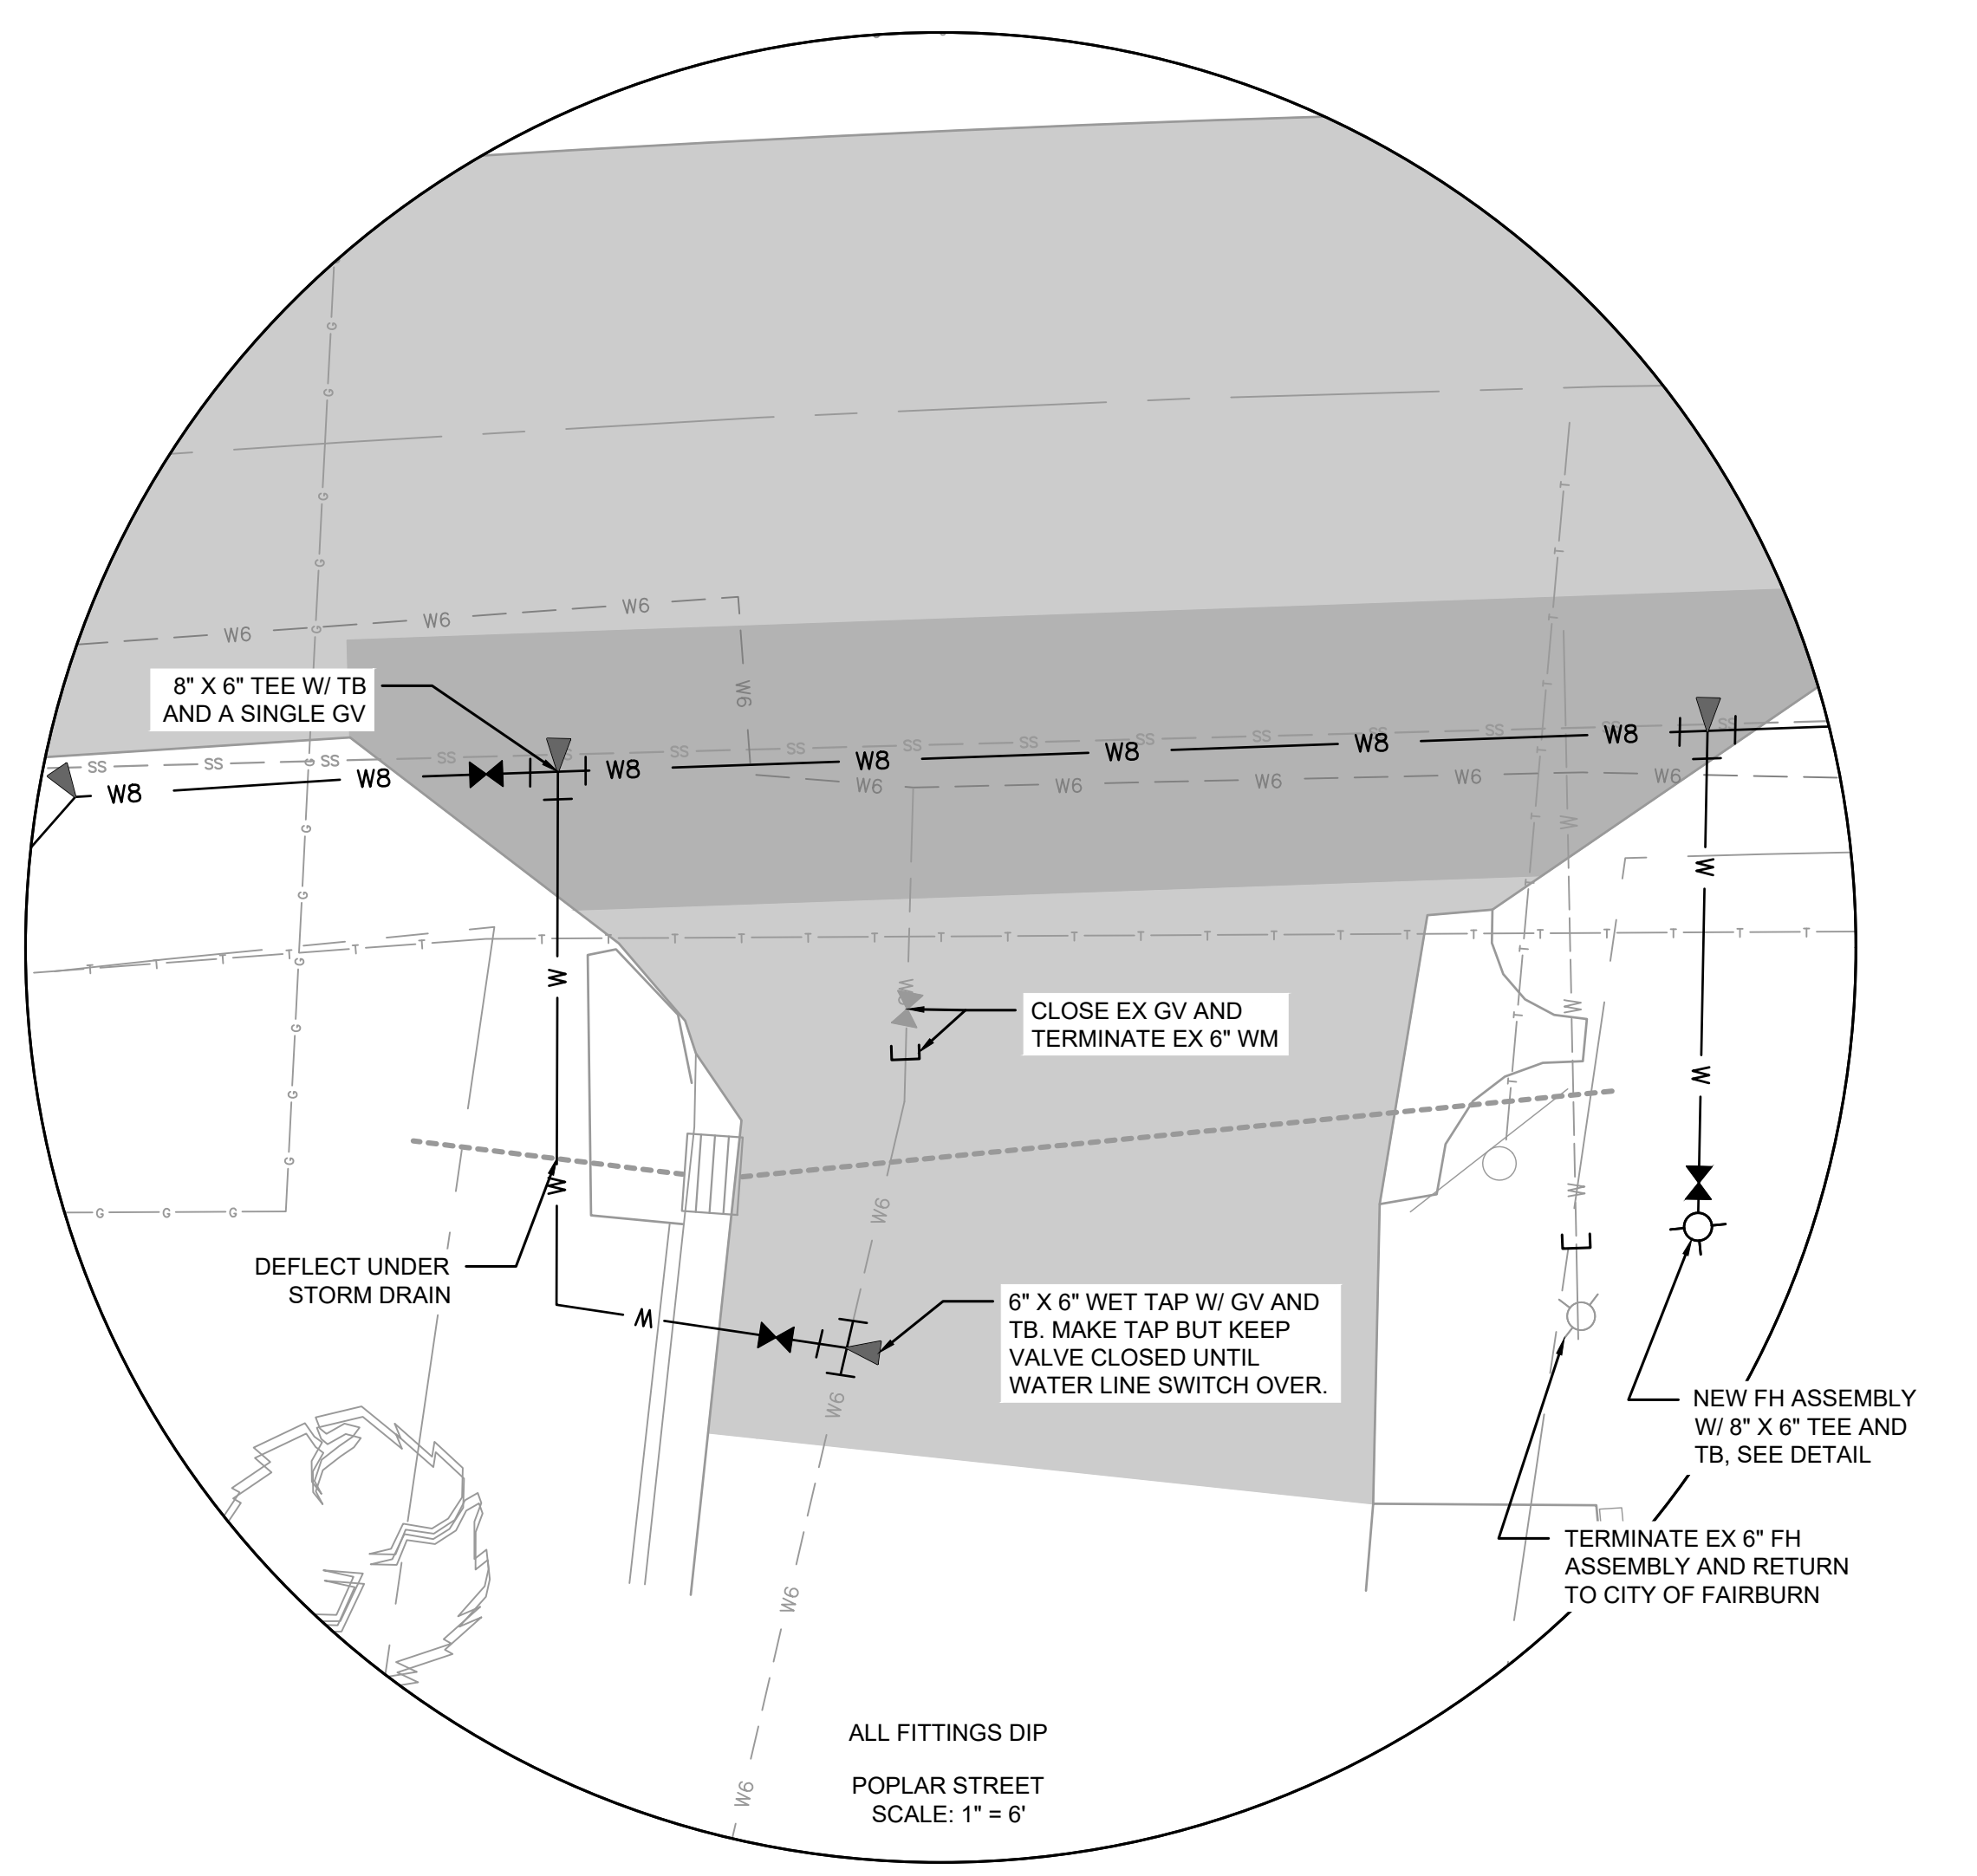 G
G
G
G
G
G
W6 W6 W6
W6
8" X 6" TEE W/ TB
AND A SINGLE GV
SS SS SS SS SS SS SS SS SS SS SS SS SS SS SS
W8 W8 W8 W8 W8 W8 W8
W6 W6 W6 W6 W6
T
T
T
T
T
T
T
T
T
W
W
W
G
G
G
G
G
G
G G G
T T T T T T T T T T T T T T T T T T T T T T T T T T
W
W
W
W
W
W6
CLOSE EX GV AND
TERMINATE EX 6" WM
W6
DEFLECT UNDER
STORM DRAIN
6" X 6" WET TAP W/ GV AND
TB. MAKE TAP BUT KEEP
VALVE CLOSED UNTIL
WATER LINE SWITCH OVER.
W6
NEW FH ASSEMBLY
W/ 8" X 6" TEE AND
TB, SEE DETAIL
TERMINATE EX 6" FH
ASSEMBLY AND RETURN
TO CITY OF FAIRBURN
W6
W6
ALL FITTINGS DIP
POPLAR STREET
SCALE: 1" = 6'